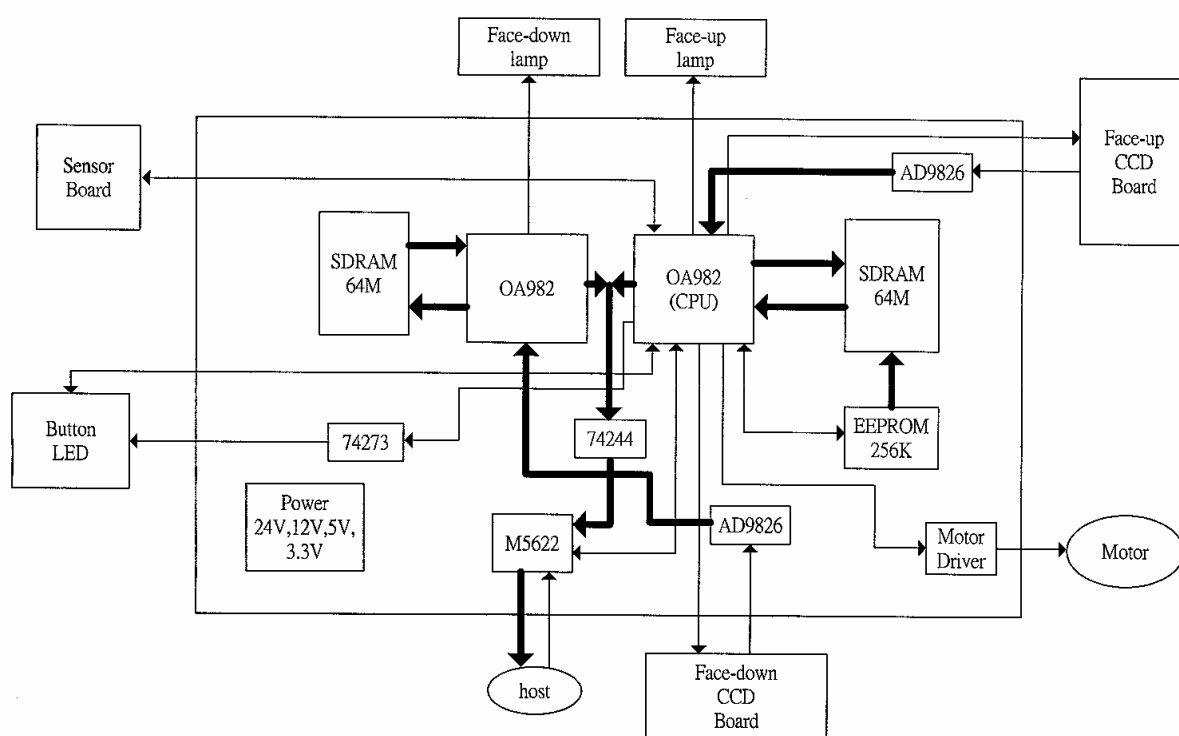 Face-down
lamp
Face-up
lamp
Sensor
Board
Face-up
CCD
Board
AD9826
SDRAM
64M
OA982
OA982
(CPU)
SDRAM
64M
Button
LED
74273
74244
EEPROM
256K
Power
24V,12V,5V,
3.3V
M5622
AD9826
Motor
Driver
Motor
host
Face-down
CCD
Board